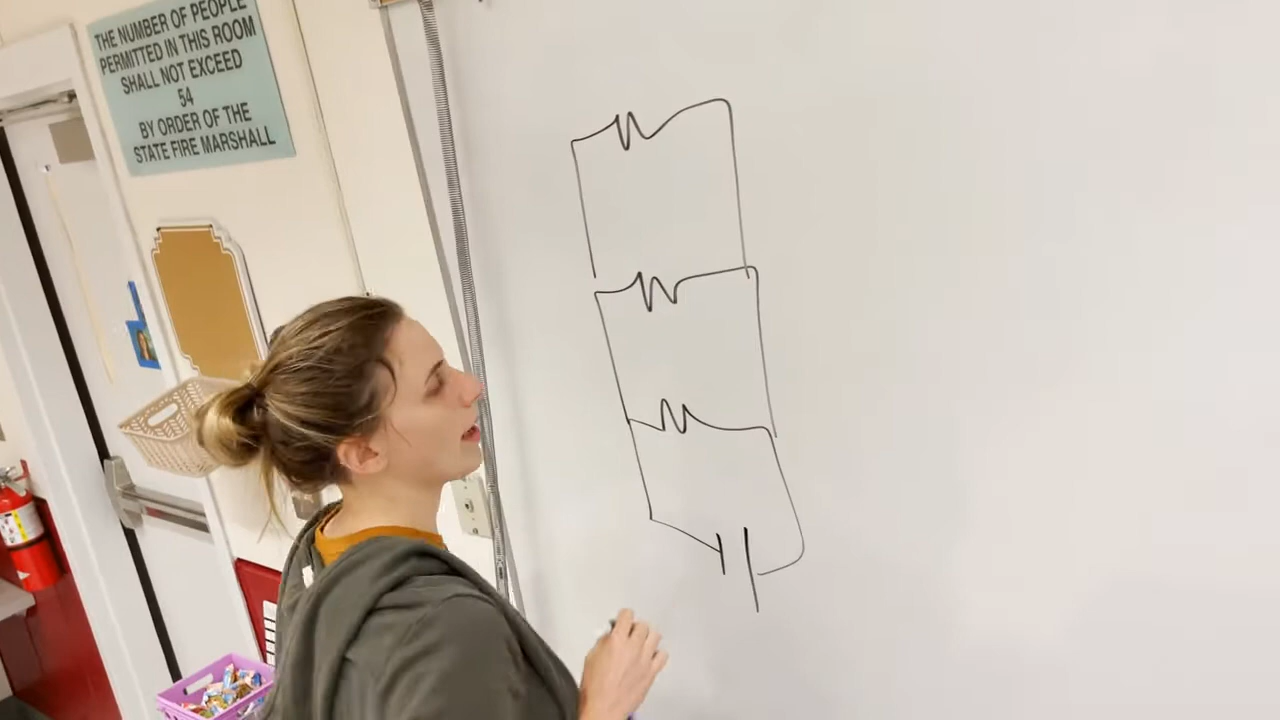 THE NUMBER OF PEOPLE
PERMITTED IN THIS ROOM
SHALL NOT EXCEED
54
BY ORDER OF THE
STATE FIRE MARSHALL